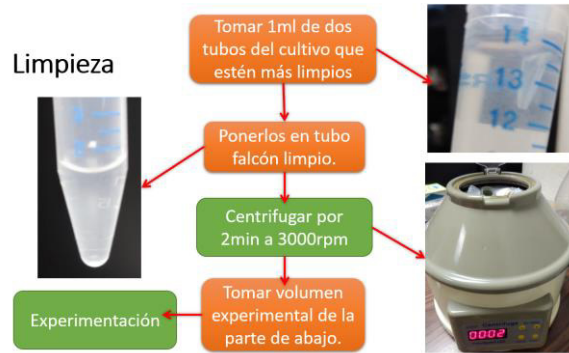 Limpieza
Tomar 1ml de dos
tubos del cultivo que
estén más limpios
14
13
12
Ponerlos en tubo
falcón limpio.
Centrifugar por
2min a 3000rpm
Tomar volumen
experimental de la
parte de abajo.
Experimentación
0002